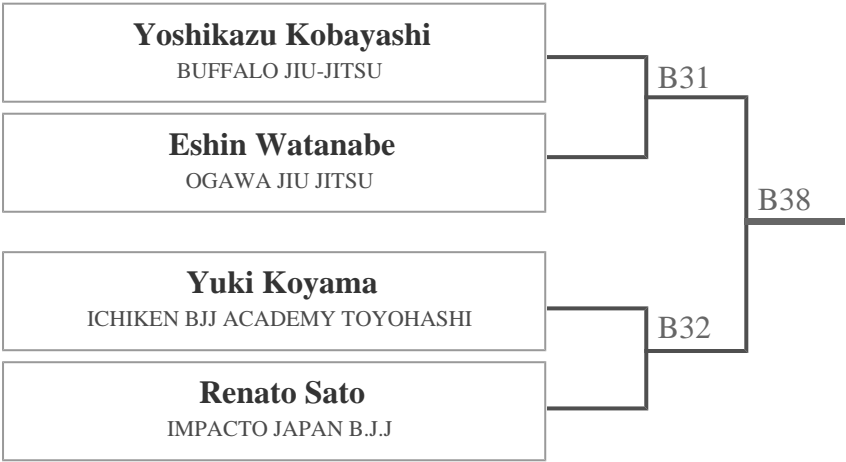 Yoshikazu Kobayashi
BUFFALO JIU-JITSU
B31
Eshin Watanabe
OGAWA JIU JITSU
B38
Yuki Koyama
ICHIKEN BJJ ACADEMY TOYOHASHI
B32
Renato Sato
IMPACTO JAPAN B.J.J